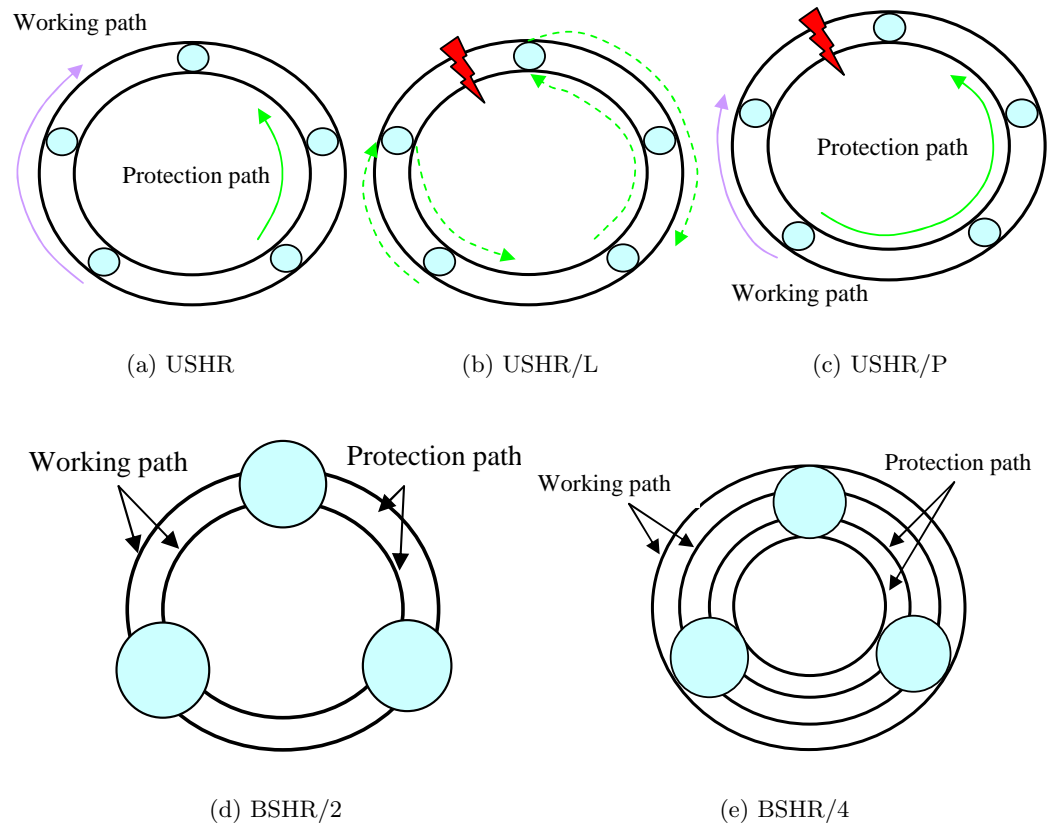 Working path
Protection path
(a) USHR
(b) USHR/L
Protection path
Working path
(c) USHR/P
Working path
Protection path
(d) BSHR/2
Working path
Protection path
(e) BSHR/4